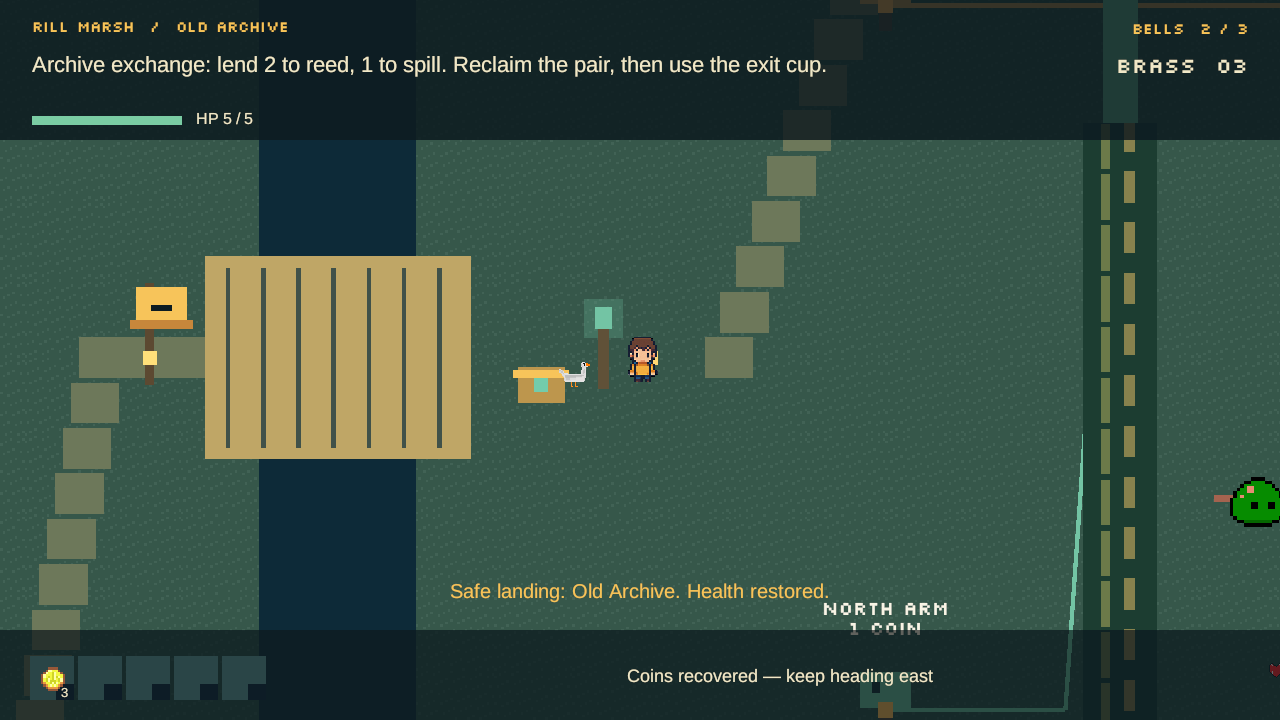 RILL MARSH / OLD ARCHIVE
BELLS 2 / 3
Archive exchange: lend 2 to reed, 1 to spill. Reclaim the pair, then use the exit cup.
BRASS 03
HP 5 / 5
Safe landing: Old Archive. Health restored.
NORTH ARM
1 COIN
Coins recovered — keep heading east
3